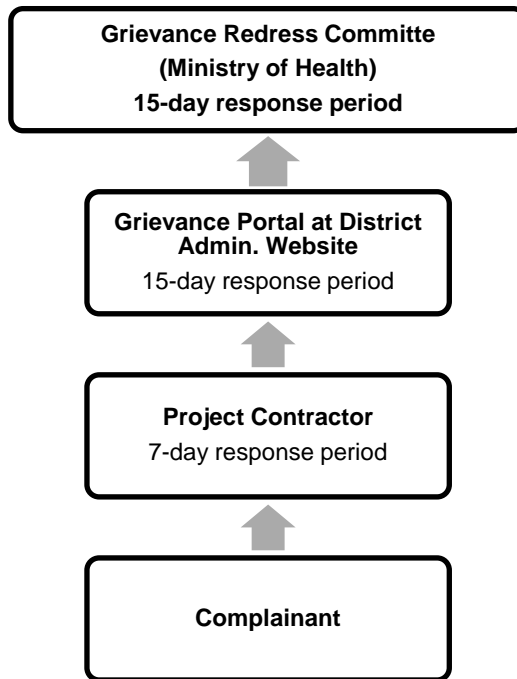 Grievance Redress Committe
(Ministry of Health)
15-day response period
Grievance Portal at District
Admin. Website
15-day response period
Project Contractor
7-day response period
Complainant